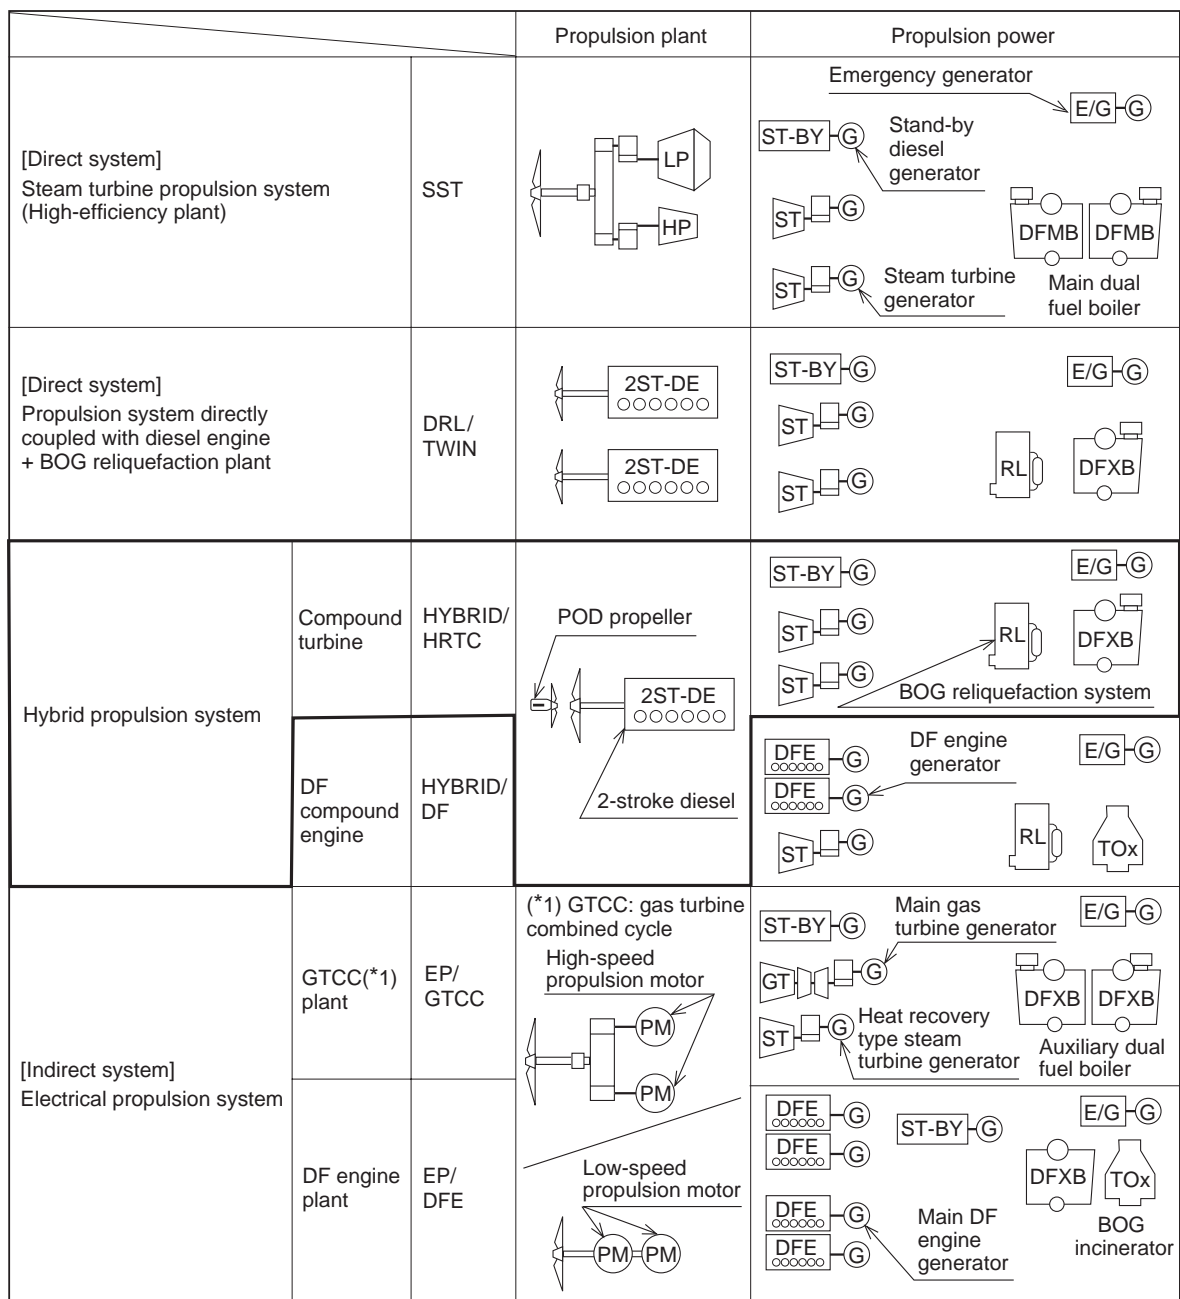 Propulsion plant
Propulsion power
[Direct system]
Steam turbine propulsion system
(High-efficiency plant)
SST
LP
HP
Emergency generator
E/G
G
ST-BY
G
Stand-by
diesel
generator
ST
G
ST
G
Steam turbine
generator
DFMB
DFMB
Main dual
fuel boiler
[Direct system]
Propulsion system directly
coupled with diesel engine
+ BOG reliquefaction plant
DRL/
TWIN
2ST-DE
2ST-DE
ST-BY
G
E/G
G
ST
G
ST
G
RL
DFXB
Hybrid propulsion system
Compound
turbine
HYBRID/
HRTC
POD propeller
2ST-DE
2-stroke diesel
ST-BY
G
E/G
G
ST
G
ST
G
RL
DFXB
BOG reliquefaction system
DF
compound
engine
HYBRID/
DF
DFE
G
DFE
G
DF engine
generator
E/G
G
ST
G
RL
TOx
[Indirect system]
Electrical propulsion system
GTCC(*1)
plant
EP/
GTCC
(*1) GTCC: gas turbine
combined cycle
High-speed
propulsion motor
PM
PM
ST-BY
G
Main gas
turbine generator
E/G
G
GT
G
ST
G
Heat recovery
type steam
turbine generator
DFXB
DFXB
Auxiliary dual
fuel boiler
DF engine
plant
EP/
DFE
Low-speed
propulsion motor
PM
PM
DFE
G
DFE
G
ST-BY
G
E/G
G
DFXB
TOx
DFE
G
DFE
G
Main DF
engine
generator
BOG
incinerator